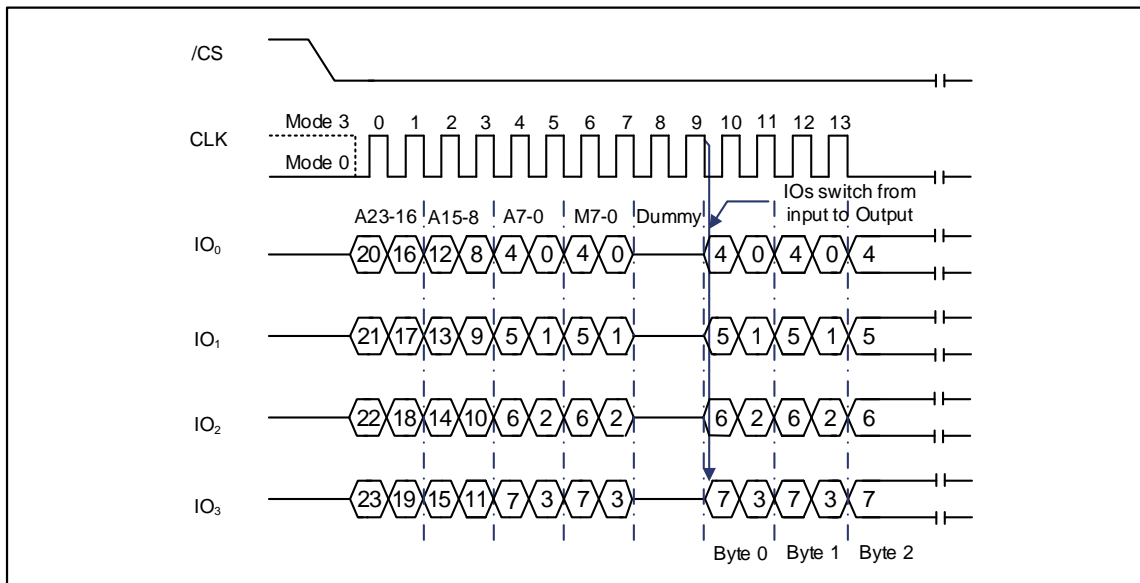 /CS
Mode 3 0 1 2 3 4 5 6 7 8 9 10 11 12 13
CLK
Mode 0
IOs switch from
input to Output
A23-16 A15-8 A7-0 M7-0 Dummy
IO₀ 20 16 12 8 4 0 4 0 4 0 4 0 4
IO₁ 21 17 13 9 5 1 5 1 5 1 5 1 5
IO₂ 22 18 14 10 6 2 6 2 6 2 6 2 6
IO₃ 23 19 15 11 7 3 7 3 7 3 7 3 7
Byte 0 Byte 1 Byte 2